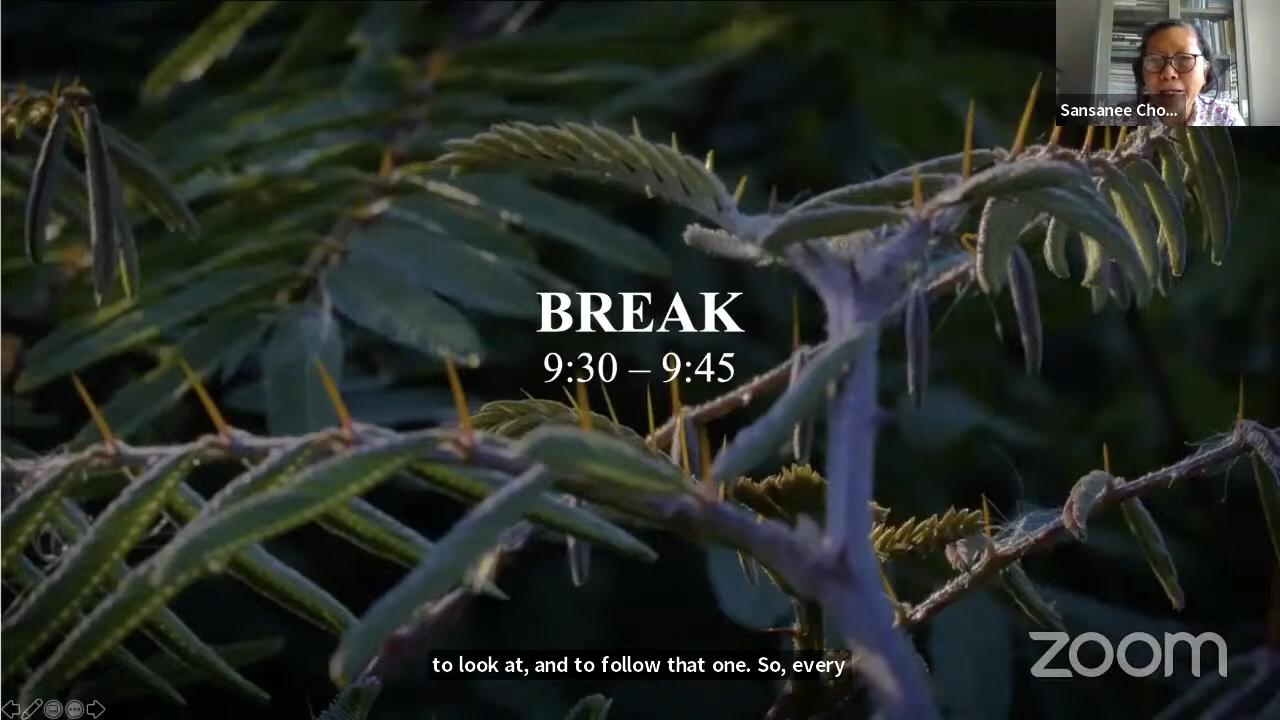 Sansanee Cho...
BREAK
9:30 – 9:45
to look at, and to follow that one. So, every
zoom